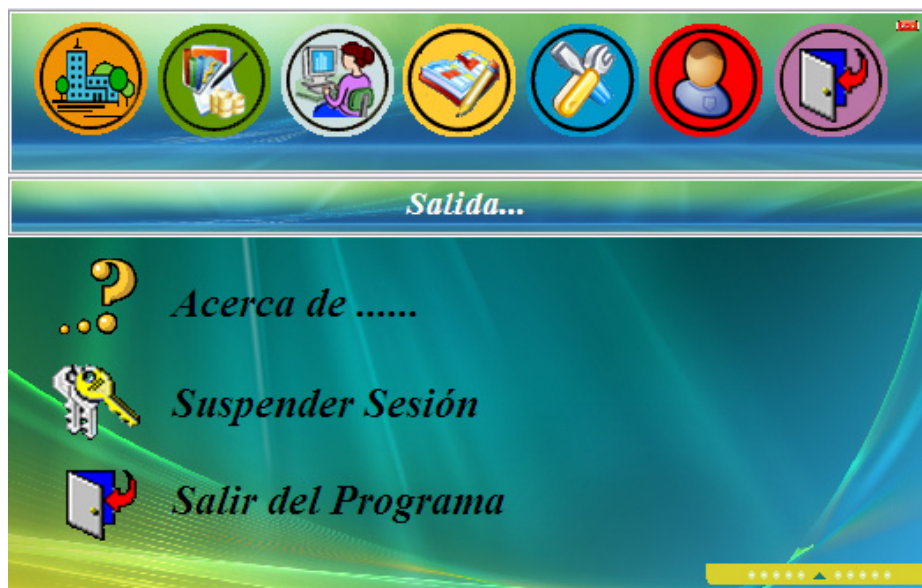 Salida...
Acerca de ......
Suspender Sesión
Salir del Programa